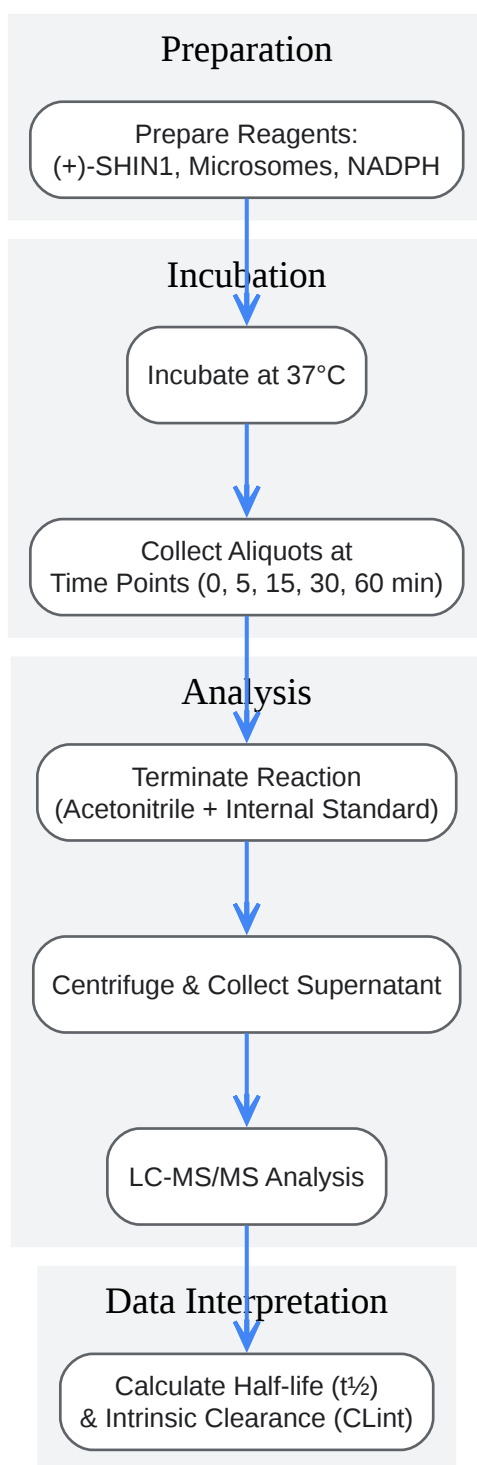 Preparation
Prepare Reagents:
(+)-SHIN1, Microsomes, NADPH
Incubation
Incubate at 37°C
Collect Aliquots at
Time Points (0, 5, 15, 30, 60 min)
Analysis
Terminate Reaction
(Acetonitrile + Internal Standard)
Centrifuge & Collect Supernatant
LC-MS/MS Analysis
Data Interpretation
Calculate Half-life (t½)
& Intrinsic Clearance (CLint)